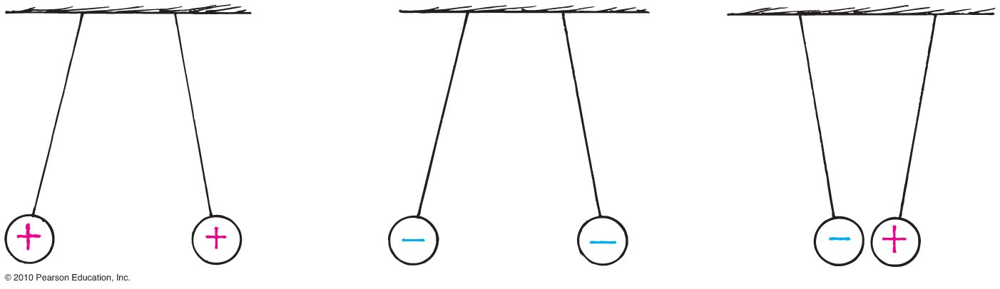 + + − − − +
© 2010 Pearson Education, Inc.